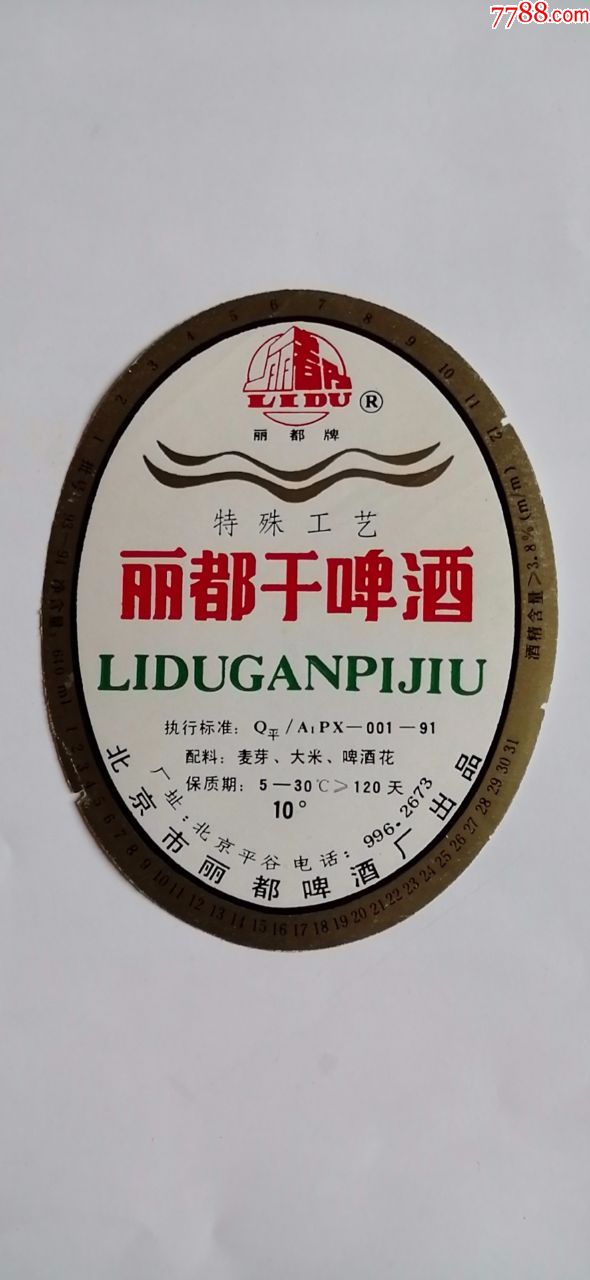 7788.com
丽都
LIDU
®
丽都牌
特殊工艺
丽都干啤酒
LIDUGANPIJIU
执行标准：Q平/A1PX—001—91
配料：麦芽、大米、啤酒花
保质期：5—30℃≥120天
10°
厂址：北京平谷 电话：996·2673
北京市丽都啤酒厂出品
1 2 3 4 5 6 7 8 9 10 11 12
酒精含量≥3.8%(m/m)
640 ml
1 2 3 4 5 6 7 8 9 10 11 12 13 14 15 16 17 18 19 20 21 22 23 24 25 26 27 28 29 30 31